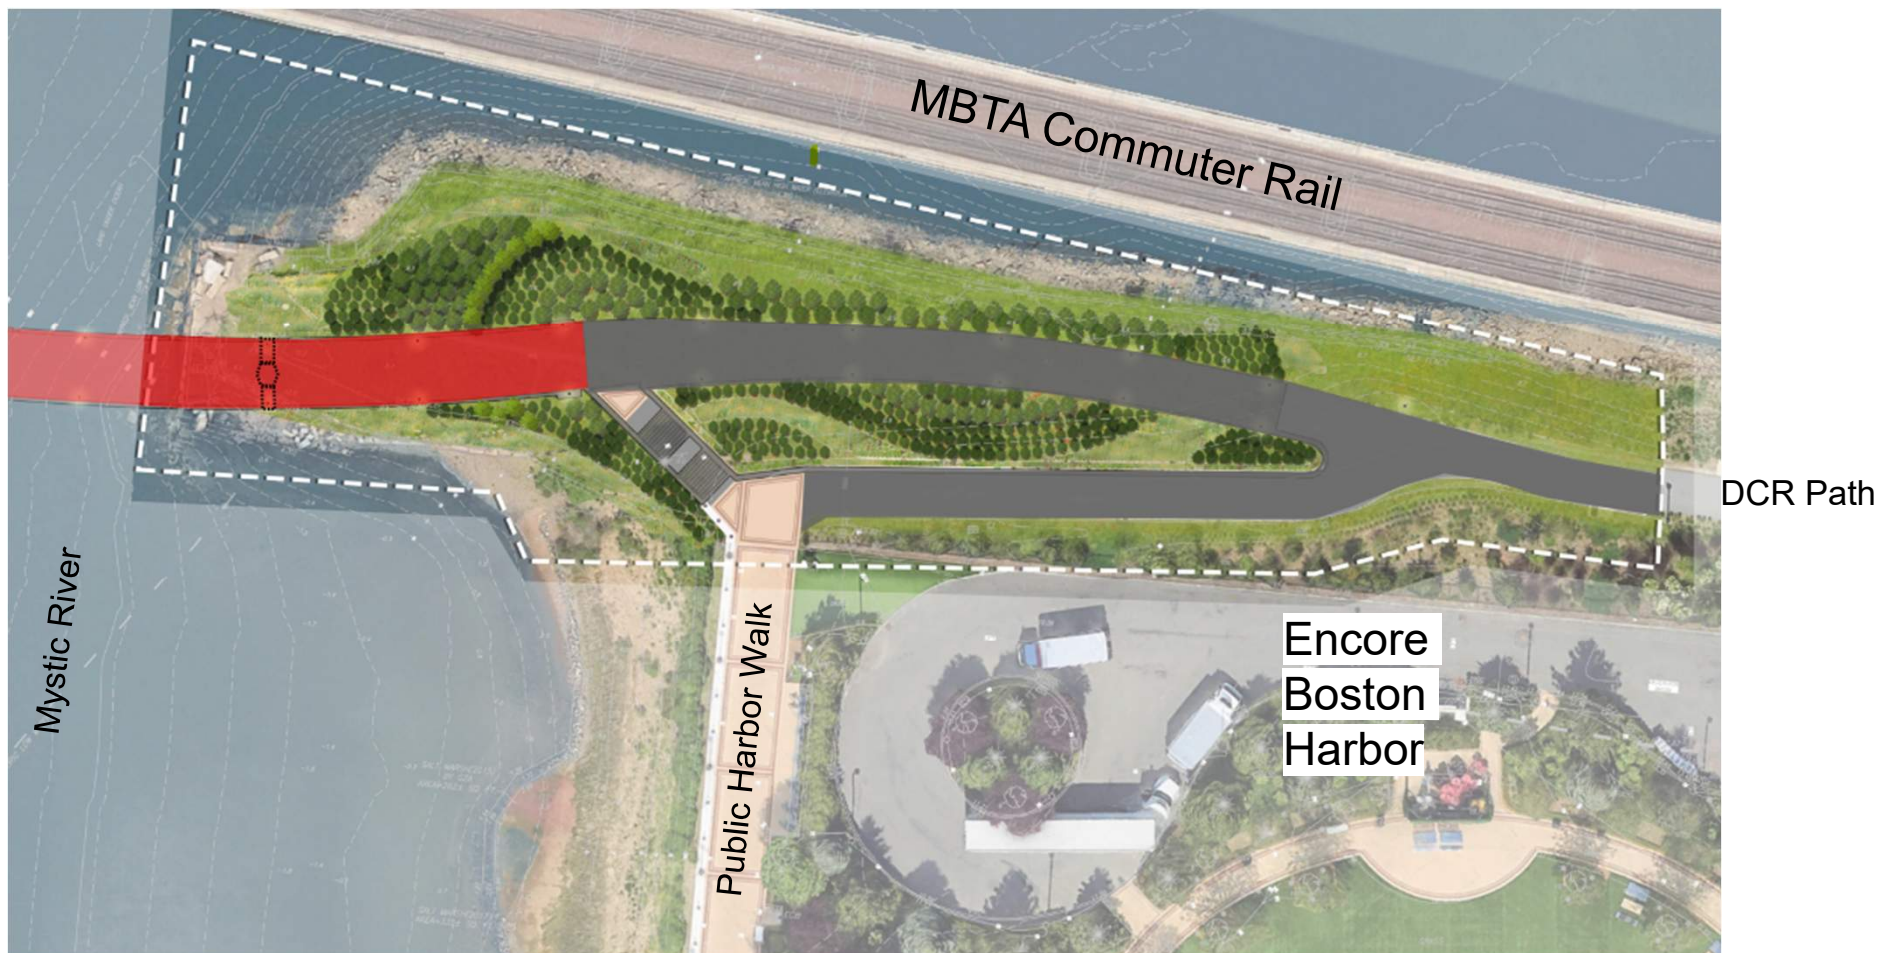 MBTA Commuter Rail
DCR Path
Mystic River
Public Harbor Walk
Encore
Boston
Harbor